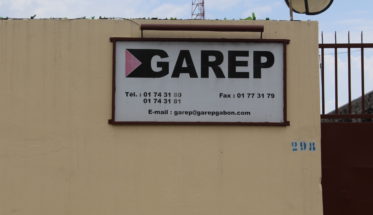 GAREP
Tél. : 01 74 31 80 Fax : 01 77 31 79
01 74 31 81
E-mail : garep@garepgabon.com
298